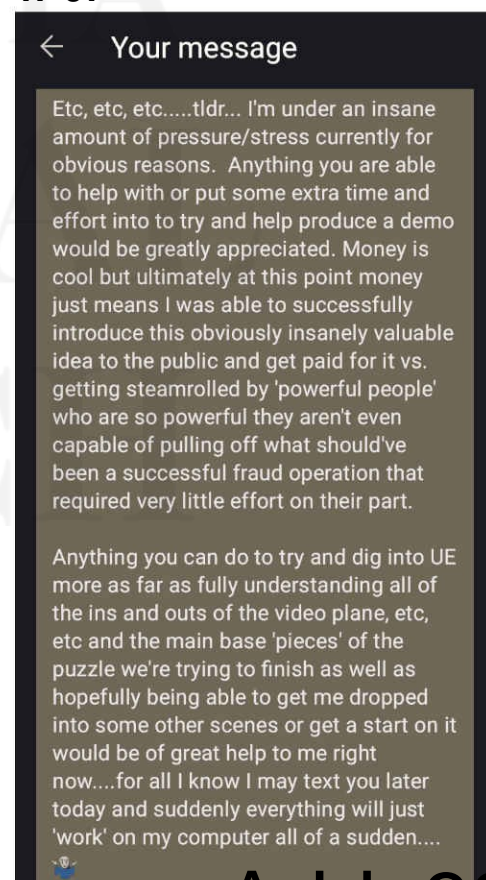 Your message
Etc, etc, etc.....tldr... I'm under an insane
amount of pressure/stress currently for
obvious reasons.  Anything you are able
to help with or put some extra time and
effort into to try and help produce a demo
would be greatly appreciated. Money is
cool but ultimately at this point money
just means I was able to successfully
introduce this obviously insanely valuable
idea to the public and get paid for it vs.
getting steamrolled by 'powerful people'
who are so powerful they aren't even
capable of pulling off what should've
been a successful fraud operation that
required very little effort on their part.
Anything you can do to try and dig into UE
more as far as fully understanding all of
the ins and outs of the video plane, etc,
etc and the main base 'pieces' of the
puzzle we're trying to finish as well as
hopefully being able to get me dropped
into some other scenes or get a start on it
would be of great help to me right
now....for all I know I may text you later
today and suddenly everything will just
'work' on my computer all of a sudden....